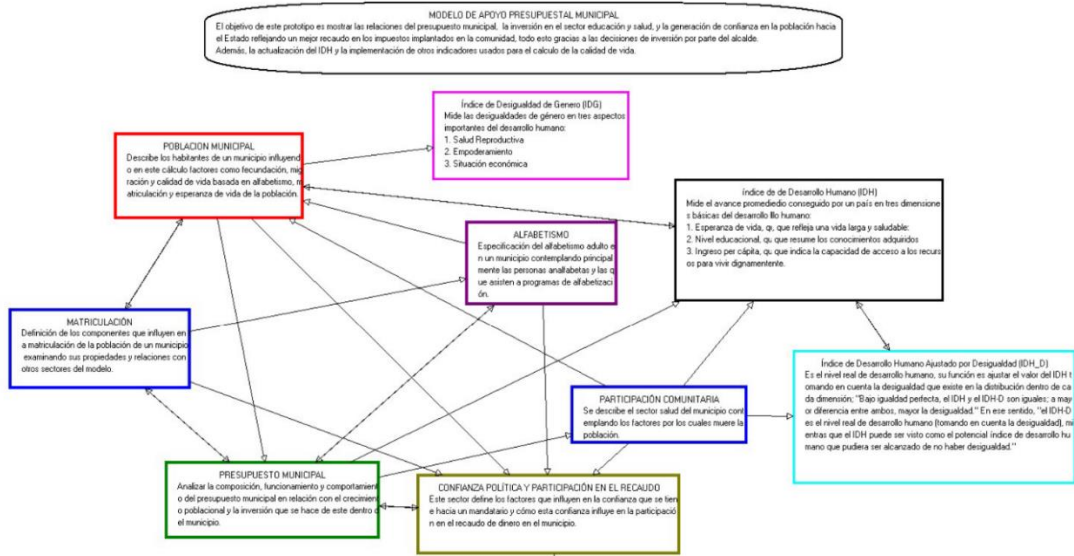 MODELO DE APOYO PRESUPUESTAL MUNICIPAL
El objetivo de este prototipo es mostrar las relaciones del presupuesto municipal, la inversión en el sector educación y salud, y la generación de confianza en la población hacia
el Estado reflejando un mejor recaudo en los impuestos implantados en la comunidad, todo esto gracias a las decisiones de inversión por parte del alcalde.
Además, la actualización del IDH y la implementación de otros indicadores usados para el calculo de la calidad de vida.
Índice de Desigualdad de Genero (IDG)
Mide las desigualdades de género en tres aspectos
importantes del desarrollo humano:
1. Salud Reproductiva
2. Empoderamiento
3. Situación económica
POBLACION MUNICIPAL
Describe los habitantes de un municipio influyend
o en este cálculo factores como fecundación, mig
ración y calidad de vida basada en alfabetismo, m
atriculación y esperanza de vida de la población.
Índice de de Desarrollo Humano (IDH)
Mide el avance promediedio conseguido por un país en tres dimensione
s básicas del desarrollo lllo humano:
1. Esperanza de vida, qu, que refleja una vida larga y saludable:
2. Nivel educacional, qu que resume los conocimientos adquiridos
3. Ingreso per cápita, qu que indica la capacidad de acceso a los recurs
os para vivir dignamentente.
ALFABETISMO
Especificación del alfabetismo adulto e
n un municipio contemplando principal
mente las personas analfabetas y las q
ue asisten a programas de alfabetizaci
ón.
MATRICULACIÓN
Definición de los componentes que influyen en
a matriculación de la población de un municipio
examinando sus propiedades y relaciones con
otros sectores del modelo.
Índice de Desarrollo Humano Ajustado por Desigualdad (IDH_D)
Es el nivel real de desarrollo humano, su función es ajustar el valor del IDH t
omando en cuenta la desigualdad que existe en la distribución dentro de ca
da dimensión; "Bajo igualdad perfecta, el IDH y el IDH-D son iguales; a may
or diferencia entre ambos, mayor la desigualdad." En ese sentido, "el IDH-D
es el nivel real de desarrollo humano (tomando en cuenta la desigualdad), mi
entras que el IDH puede ser visto como el potencial índice de desarrollo hu
mano que pudiera ser alcanzado de no haber desigualdad."
PARTICIPACIÓN COMUNITARIA
Se describe el sector salud del municipio cont
emplando los factores por los cuales muere la
población.
PRESUPUESTO MUNICIPAL
Analizar la composición, funcionamiento y comportamient
o del presupuesto municipal en relación con el crecimient
o poblacional y la inversión que se hace de este dentro d
el municipio.
CONFIANZA POLÍTICA Y PARTICIPACIÓN EN EL RECAUDO
Este sector define los factores que influyen en la confianza que se tien
e hacia un mandatario y cómo esta confianza influye en la participació
n en el recaudo de dinero en el municipio.